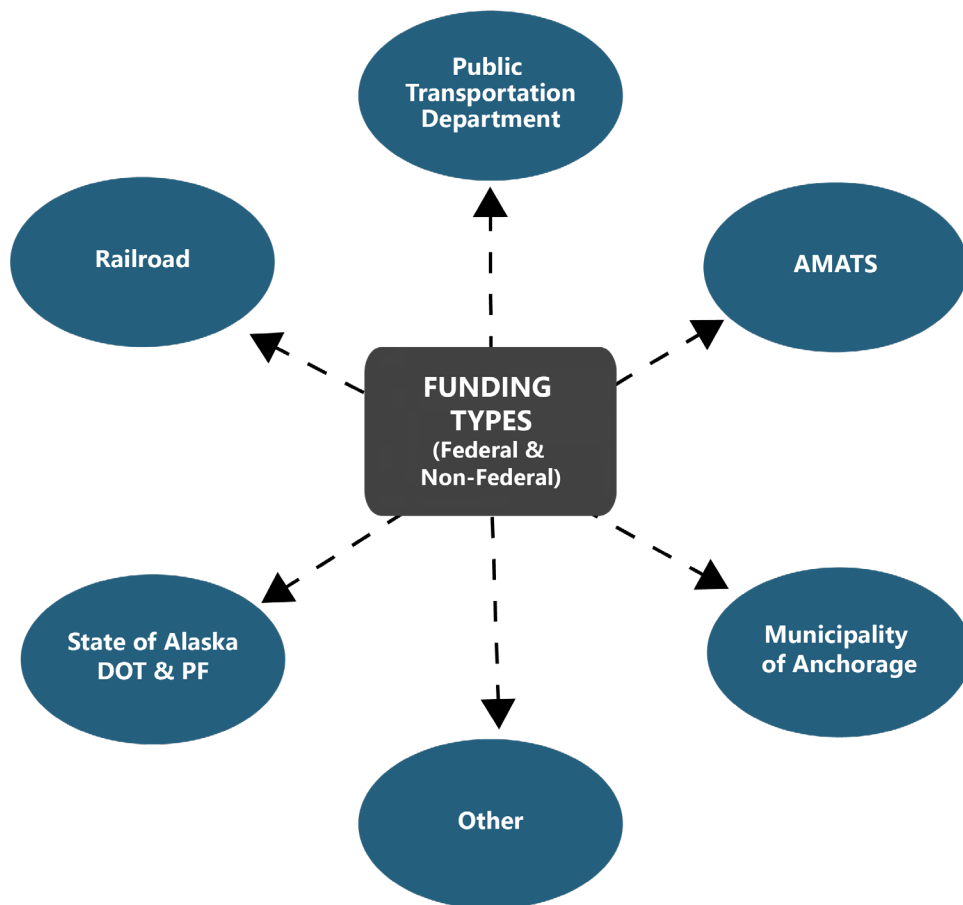 Public
Transportation
Department
Railroad
AMATS
FUNDING
TYPES
(Federal &
Non-Federal)
State of Alaska
DOT & PF
Municipality
of Anchorage
Other